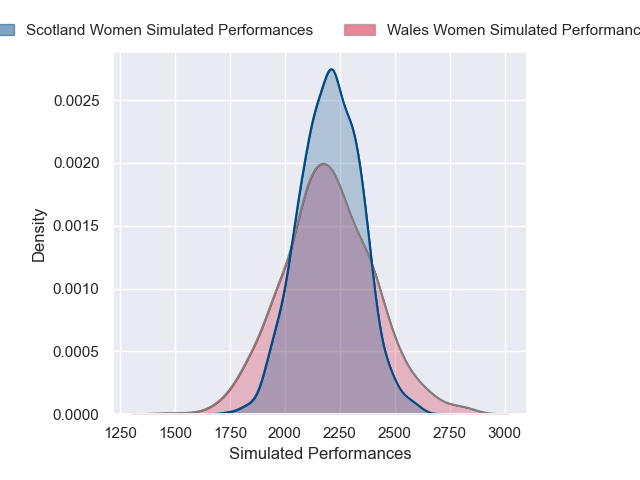 Scotland Women Simulated Performances
Wales Women Simulated Performanc
0.0025
0.0020
0.0015
0.0010
0.0005
0.0000
Density
1250 1500 1750 2000 2250 2500 2750 3000
Simulated Performances